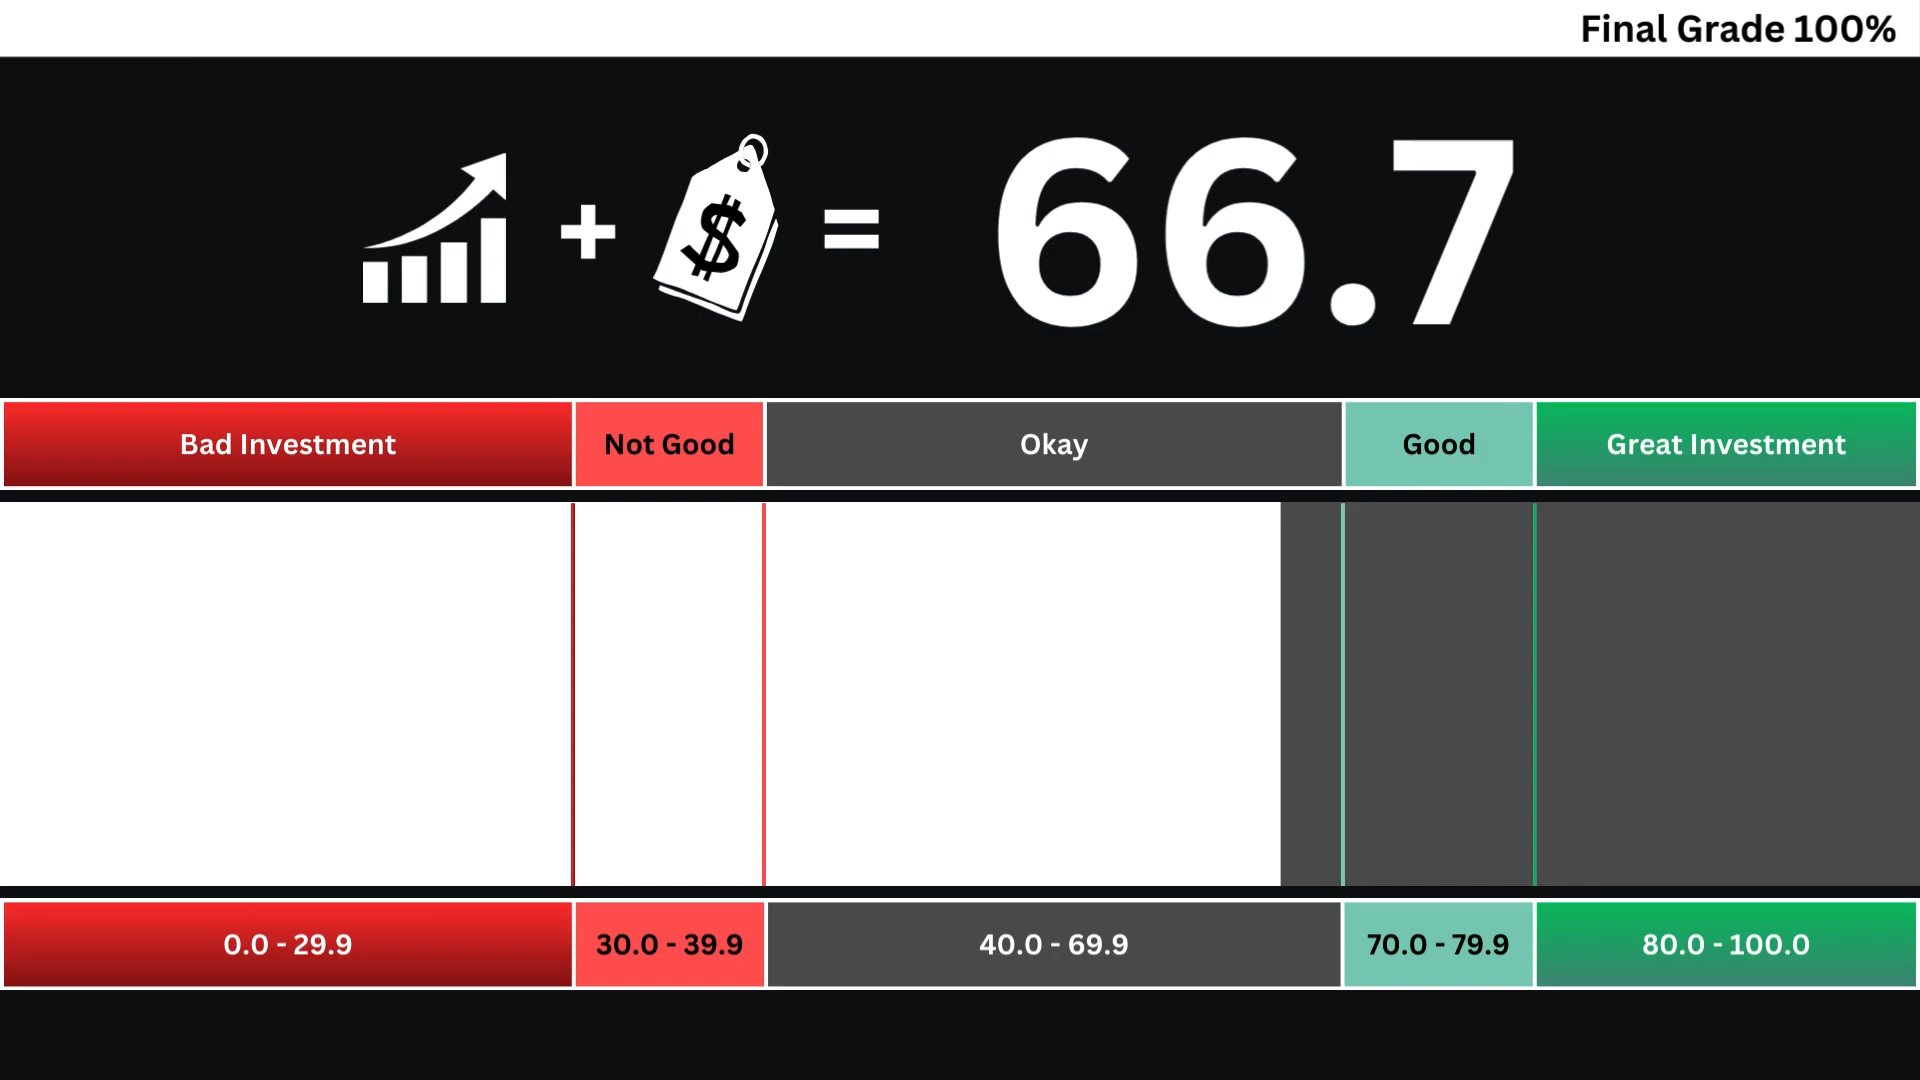 Final Grade 100%
+ $ = 66.7
Bad Investment Not Good Okay Good Great Investment
0.0 - 29.9 30.0 - 39.9 40.0 - 69.9 70.0 - 79.9 80.0 - 100.0